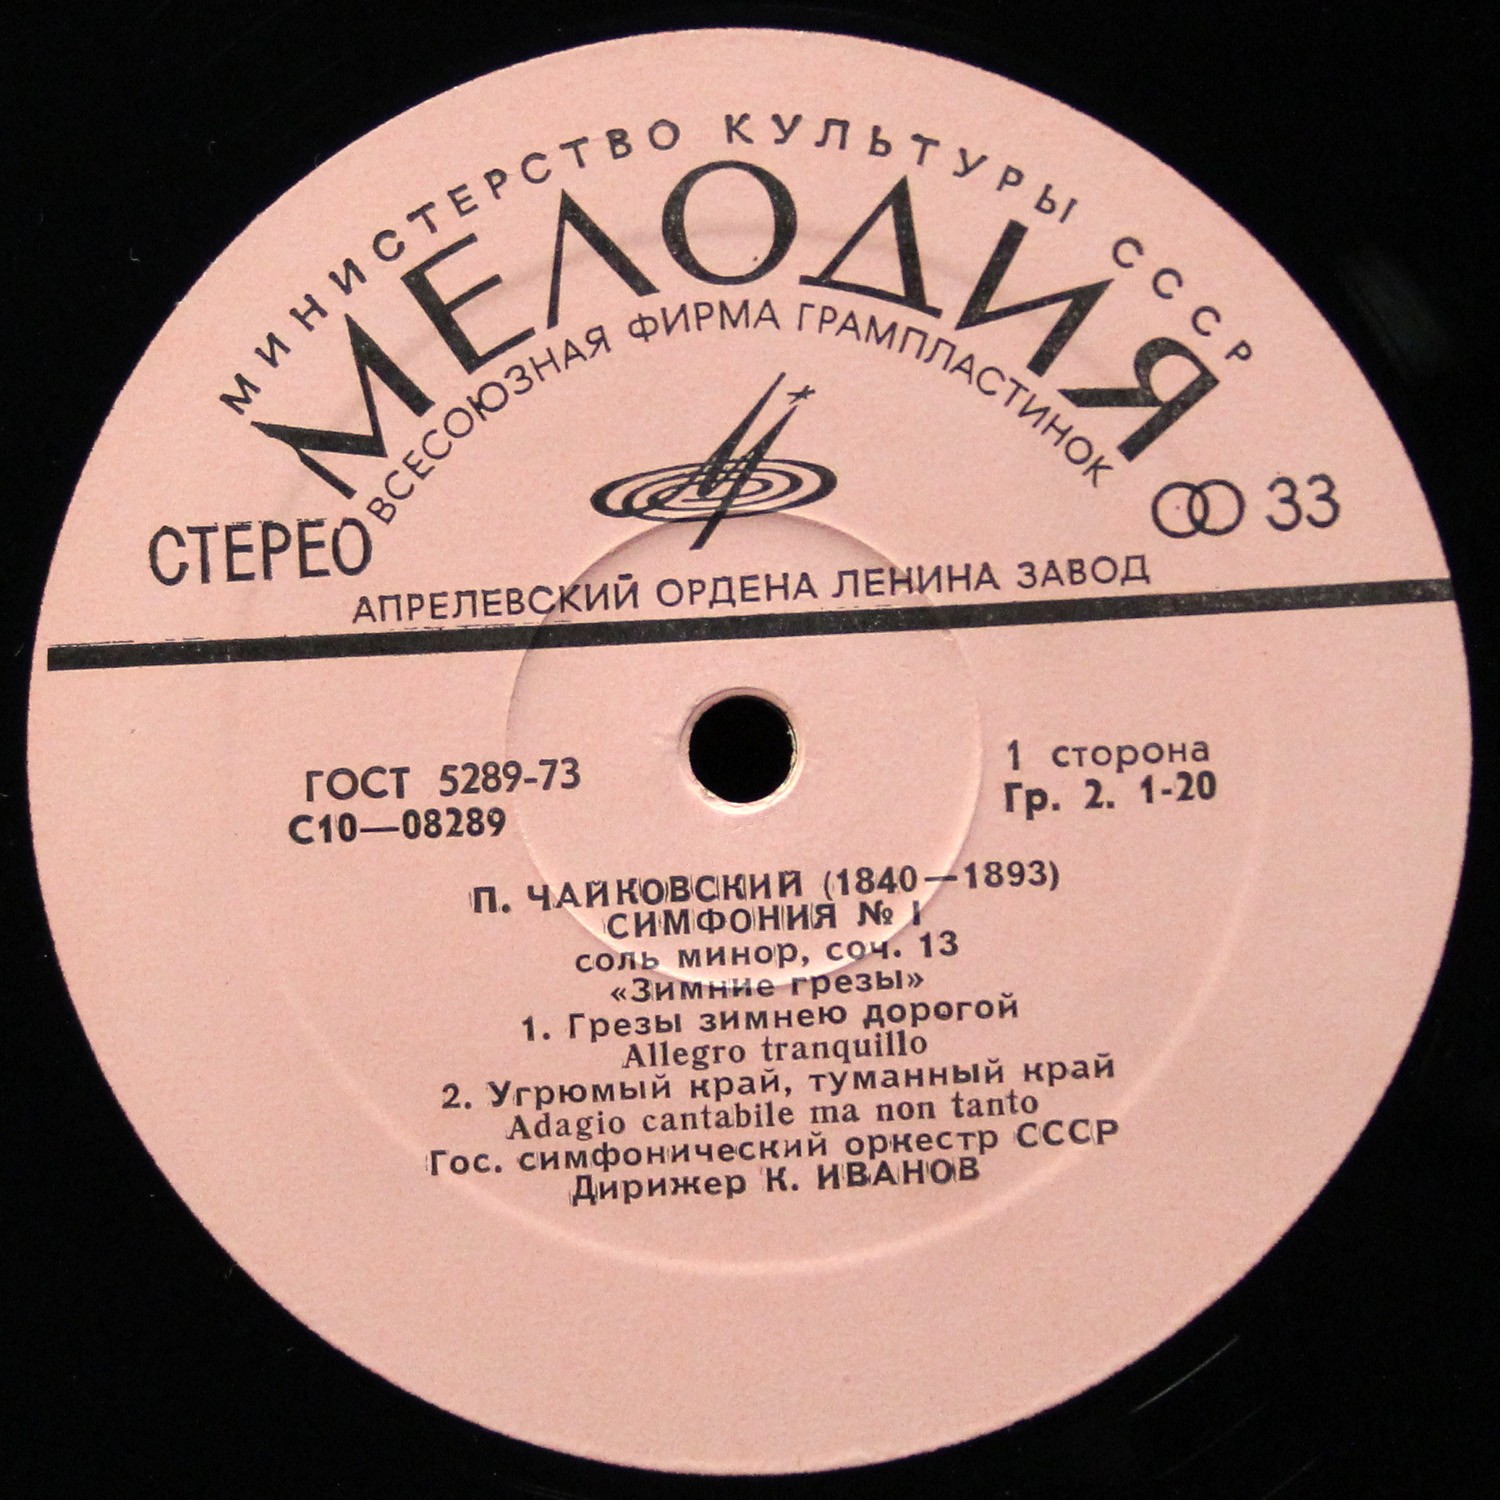 МИНИСТЕРСТВО КУЛЬТУРЫ СССР
МЕЛОДИЯ
ВСЕСОЮЗНАЯ ФИРМА ГРАМПЛАСТИНОК
СТЕРЕО
33
АПРЕЛЕВСКИЙ ОРДЕНА ЛЕНИНА ЗАВОД
ГОСТ 5289-73
С10—08289
1 сторона
Гр. 2. 1-20
П. ЧАЙКОВСКИЙ (1840—1893)
СИМФОНИЯ № 1
соль минор, соч. 13
«Зимние грезы»
1. Грезы зимнею дорогой
Allegro tranquillo
2. Угрюмый край, туманный край
Adagio cantabile ma non tanto
Гос. симфонический оркестр СССР
Дирижер К. ИВАНОВ